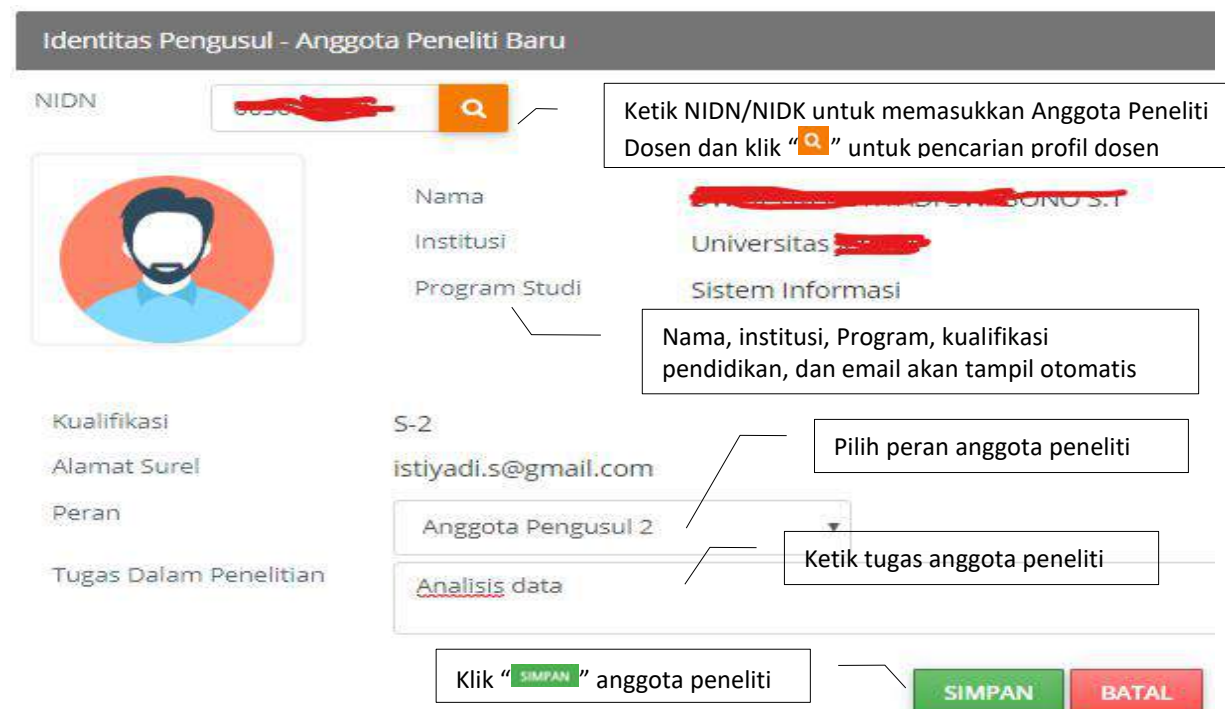 Identitas Pengusul - Anggota Peneliti Baru
NIDN
Ketik NIDN/NIDK untuk memasukkan Anggota Peneliti
Dosen dan klik “ ” untuk pencarian profil dosen
Nama S.T
Institusi Universitas
Program Studi Sistem Informasi
Nama, institusi, Program, kualifikasi
pendidikan, dan email akan tampil otomatis
Kualifikasi S-2
Pilih peran anggota peneliti
Alamat Surel istiyadi.s@gmail.com
Peran Anggota Pengusul 2
Ketik tugas anggota peneliti
Tugas Dalam Penelitian Analisis data
Klik “SIMPAN” anggota peneliti
SIMPAN BATAL